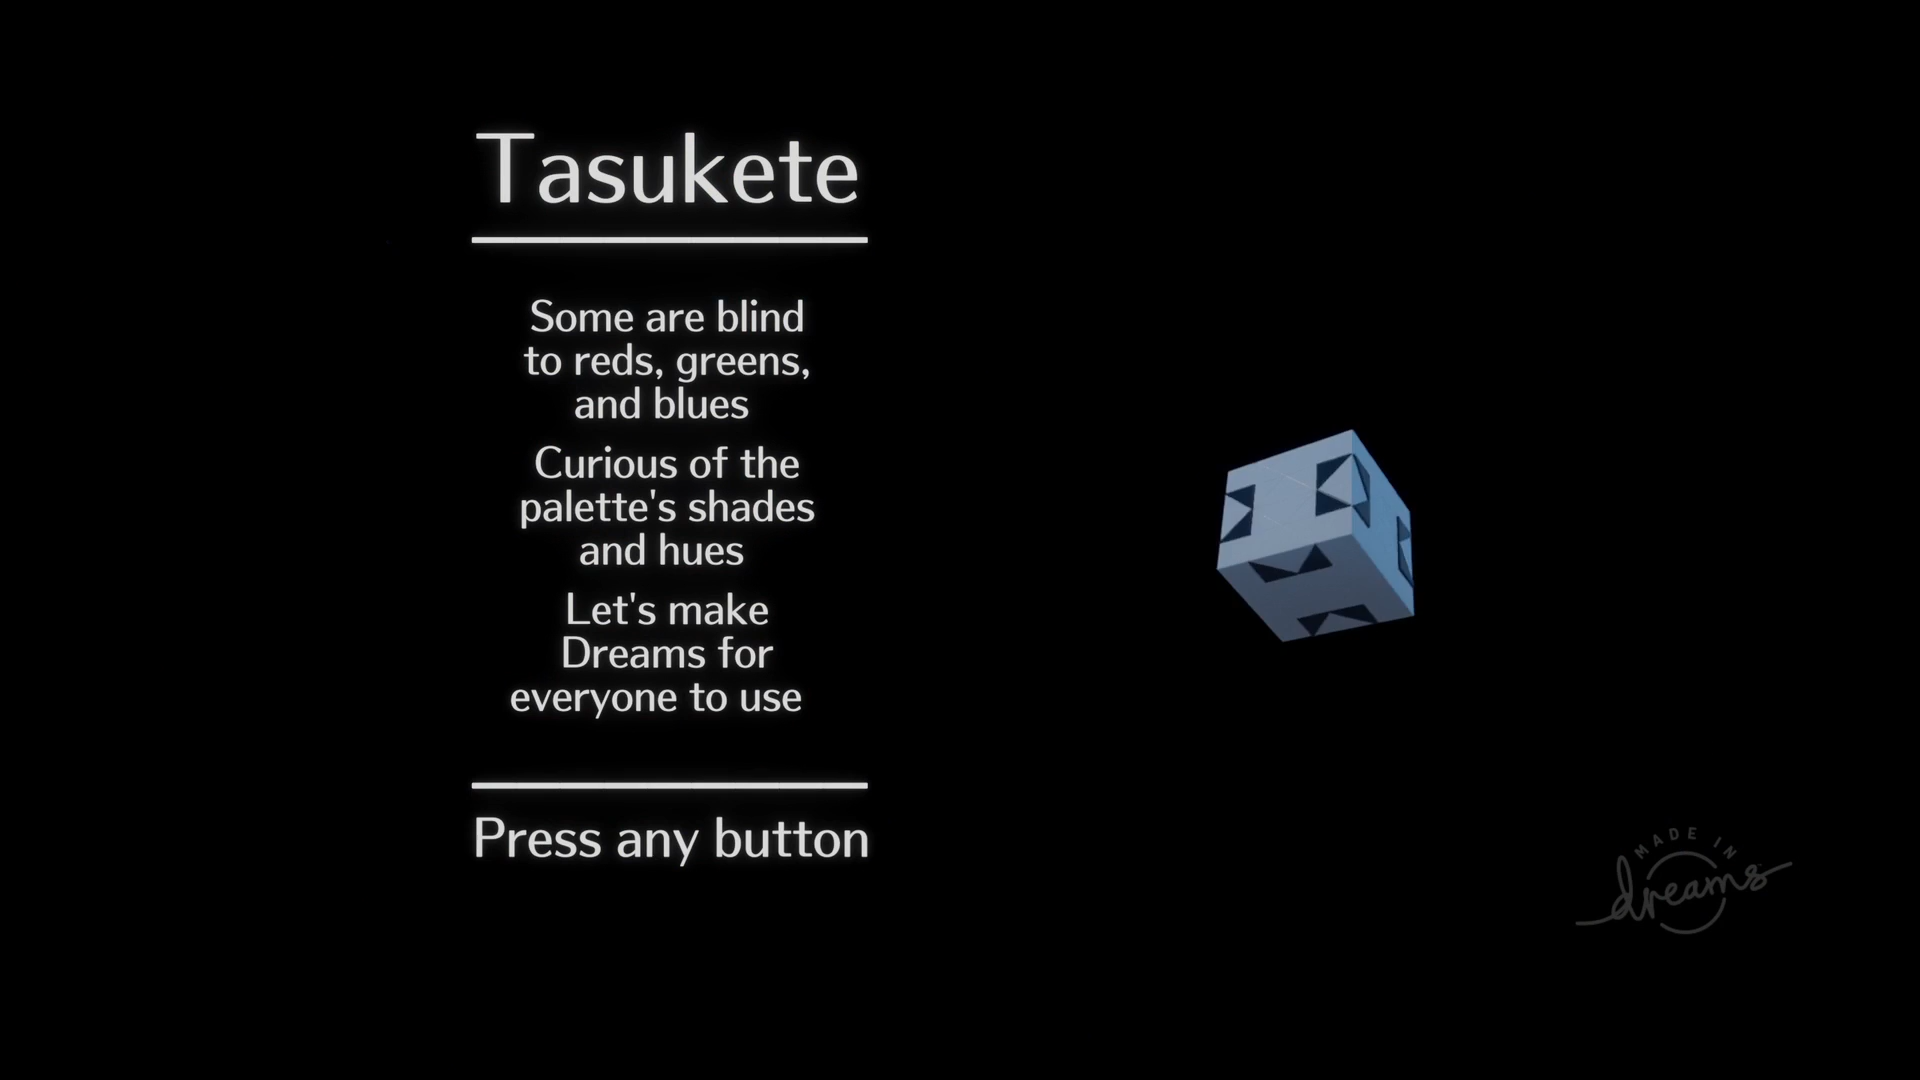 Tasukete
Some are blind
to reds, greens,
and blues
Curious of the
palette's shades
and hues
Let's make
Dreams for
everyone to use
Press any button
MADE IN
dreams